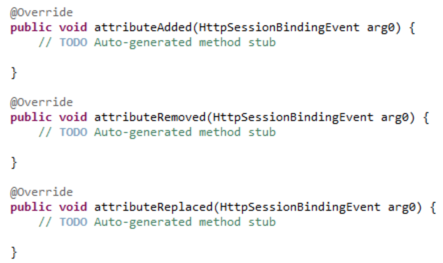 @Override
public void attributeAdded(HttpSessionBindingEvent arg0) {
    // TODO Auto-generated method stub
}
@Override
public void attributeRemoved(HttpSessionBindingEvent arg0) {
    // TODO Auto-generated method stub
}
@Override
public void attributeReplaced(HttpSessionBindingEvent arg0) {
    // TODO Auto-generated method stub
}